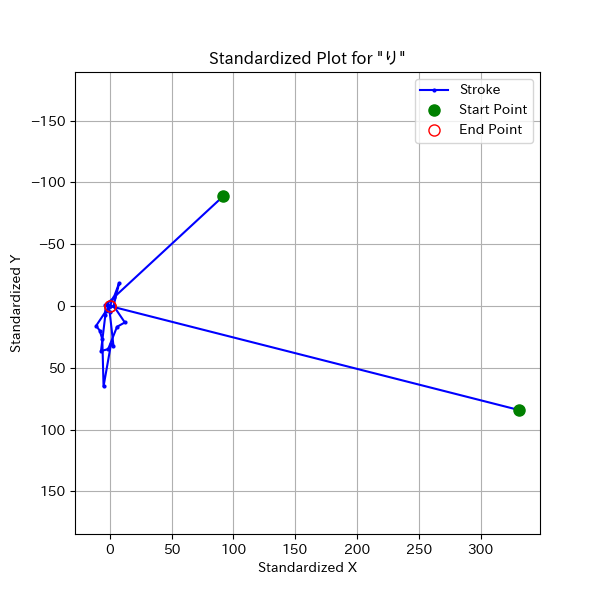 Standardized Plot for "り"
Stroke
Start Point
End Point
−150
−100
−50
0
50
100
150
Standardized Y
0 50 100 150 200 250 300
Standardized X